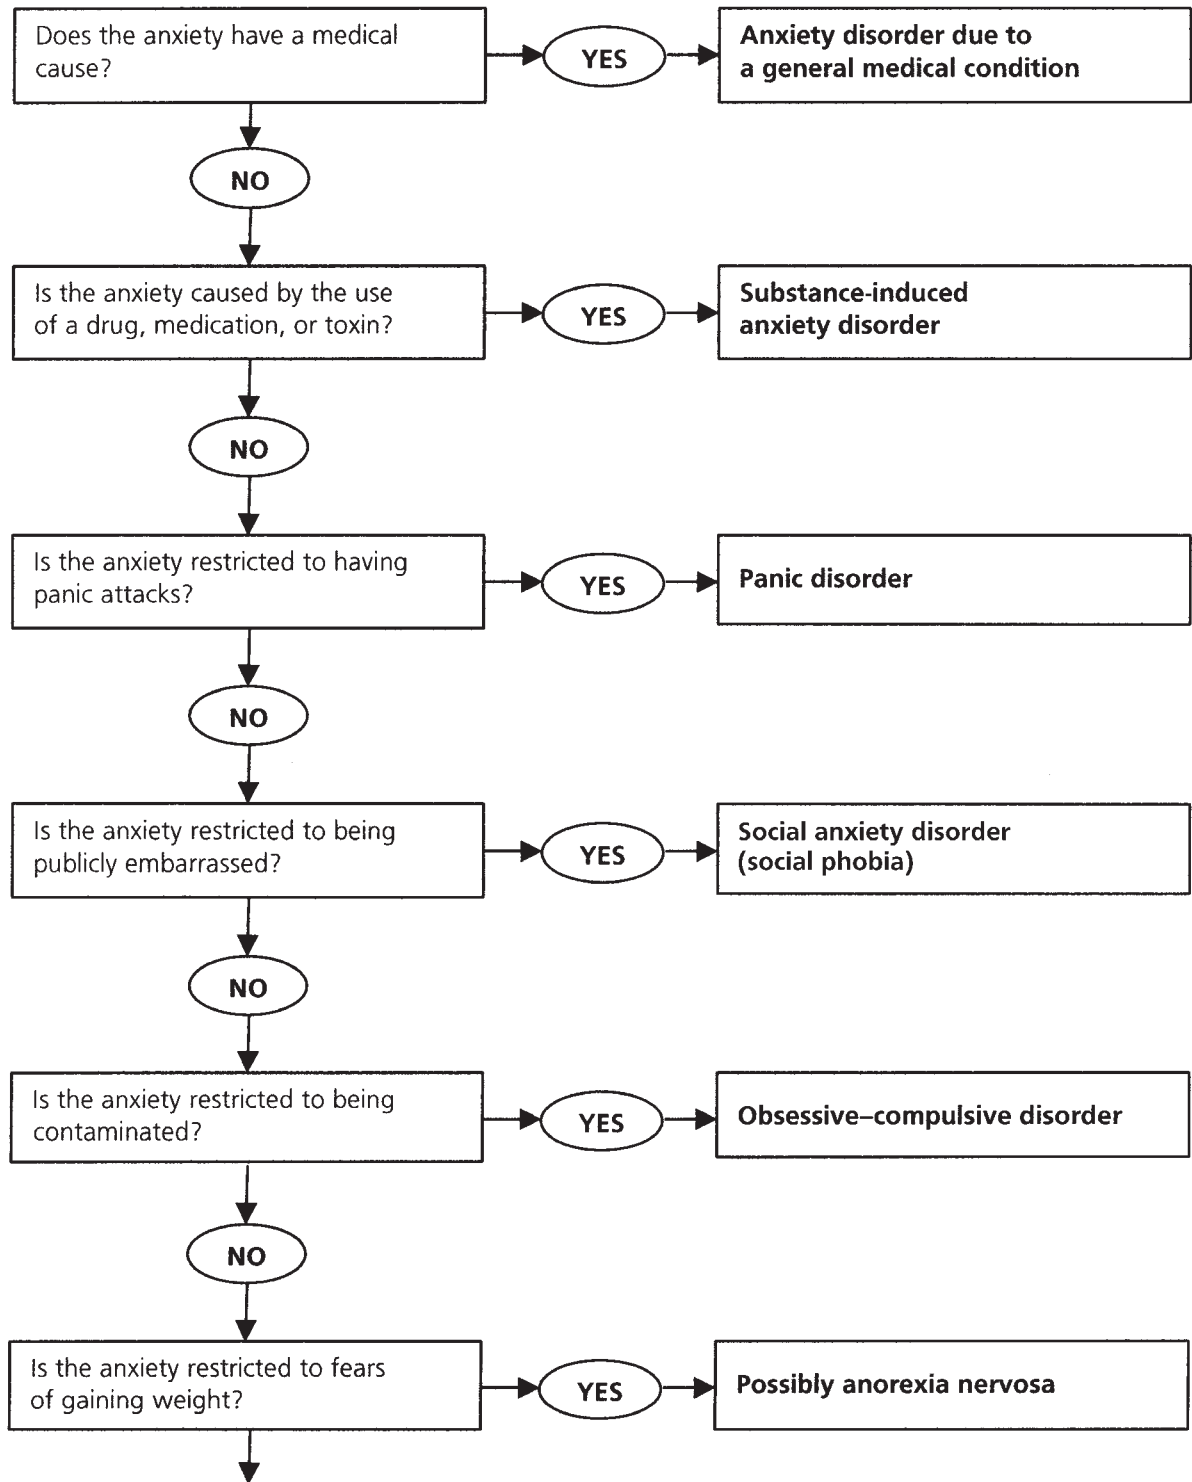 Does the anxiety have a medical
cause?
YES
Anxiety disorder due to
a general medical condition
NO
Is the anxiety caused by the use
of a drug, medication, or toxin?
YES
Substance-induced
anxiety disorder
NO
Is the anxiety restricted to having
panic attacks?
YES
Panic disorder
NO
Is the anxiety restricted to being
publicly embarrassed?
YES
Social anxiety disorder
(social phobia)
NO
Is the anxiety restricted to being
contaminated?
YES
Obsessive–compulsive disorder
NO
Is the anxiety restricted to fears
of gaining weight?
YES
Possibly anorexia nervosa